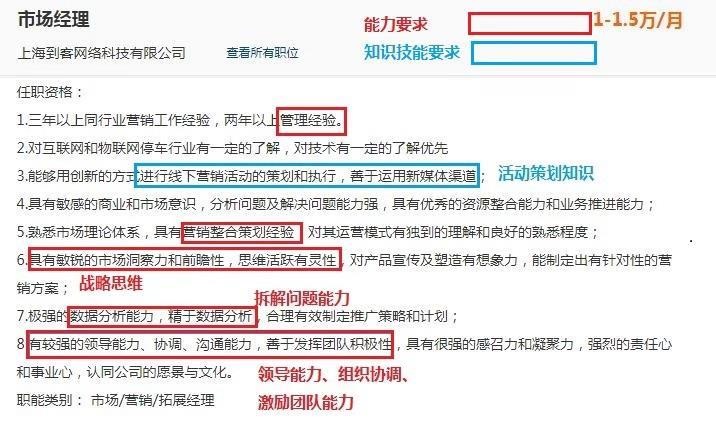 市场经理
能力要求
1-1.5万/月
上海到客网络科技有限公司
查看所有职位
知识技能要求
任职资格：
1.三年以上同行业营销工作经验，两年以上管理经验。
2.对互联网和物联网停车行业有一定的了解，对技术有一定的了解优先
3.能够用创新的方式进行线下营销活动的策划和执行，善于运用新媒体渠道；
活动策划知识
4.具有敏感的商业和市场意识，分析问题及解决问题能力强，具有优秀的资源整合能力和业务推进能力；
5.熟悉市场理论体系，具有营销整合策划经验 对其运营模式有独到的理解和良好的熟悉程度；
6.具有敏锐的市场洞察力和前瞻性，思维活跃有灵性，对产品宣传及塑造有想象力，能制定出有针对性的营
销方案；
战略思维
拆解问题能力
7.极强的数据分析能力，精于数据分析，合理有效制定推广策略和计划；
8有较强的领导能力、协调、沟通能力，善于发挥团队积极性，具有很强的感召力和凝聚力，强烈的责任心
和事业心，认同公司的愿景与文化。
领导能力、组织协调、
激励团队能力
职能类别： 市场/营销/拓展经理